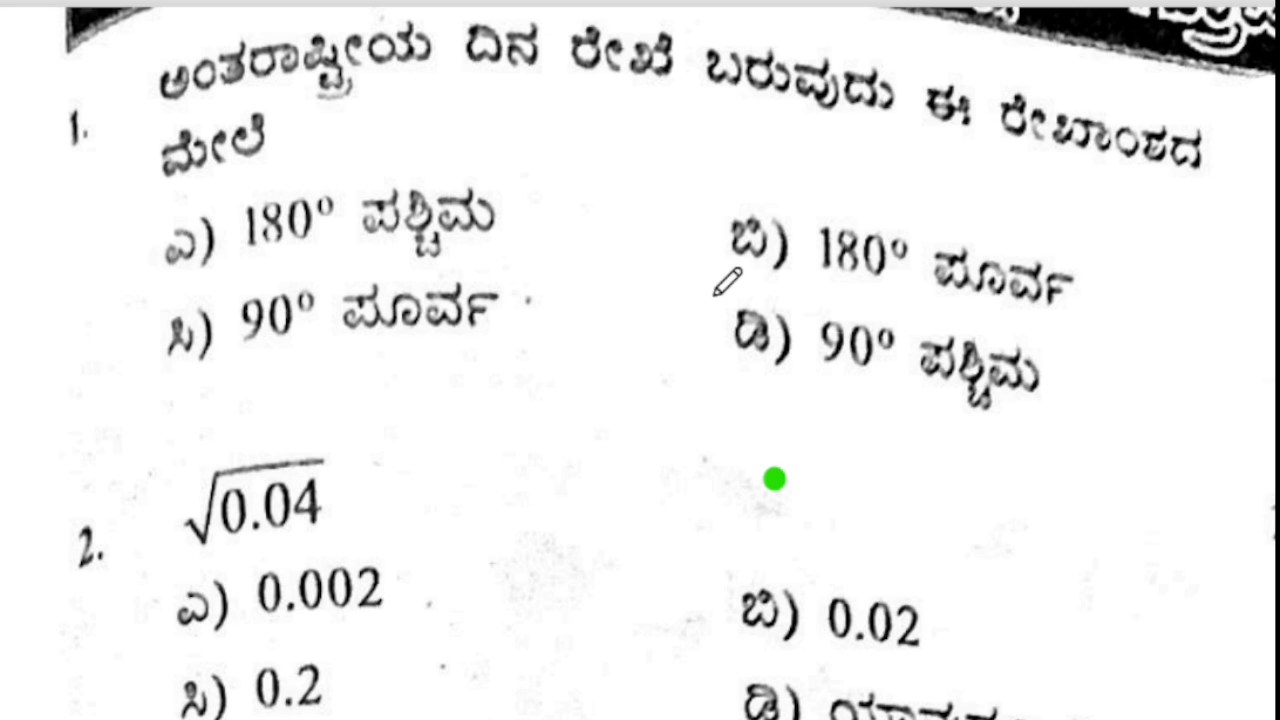 1. ಅಂತರಾಷ್ಟ್ರೀಯ ದಿನ ರೇಖೆ ಬರುವುದು ಈ ರೇಖಾಂಶದ
ಮೇಲೆ
ಎ) 180° ಪಶ್ಚಿಮ ಬಿ) 180° ಪೂರ್ವ
ಸಿ) 90° ಪೂರ್ವ ಡಿ) 90° ಪಶ್ಚಿಮ
2. √0.04
ಎ) 0.002 ಬಿ) 0.02
ಸಿ) 0.2 ಡಿ)